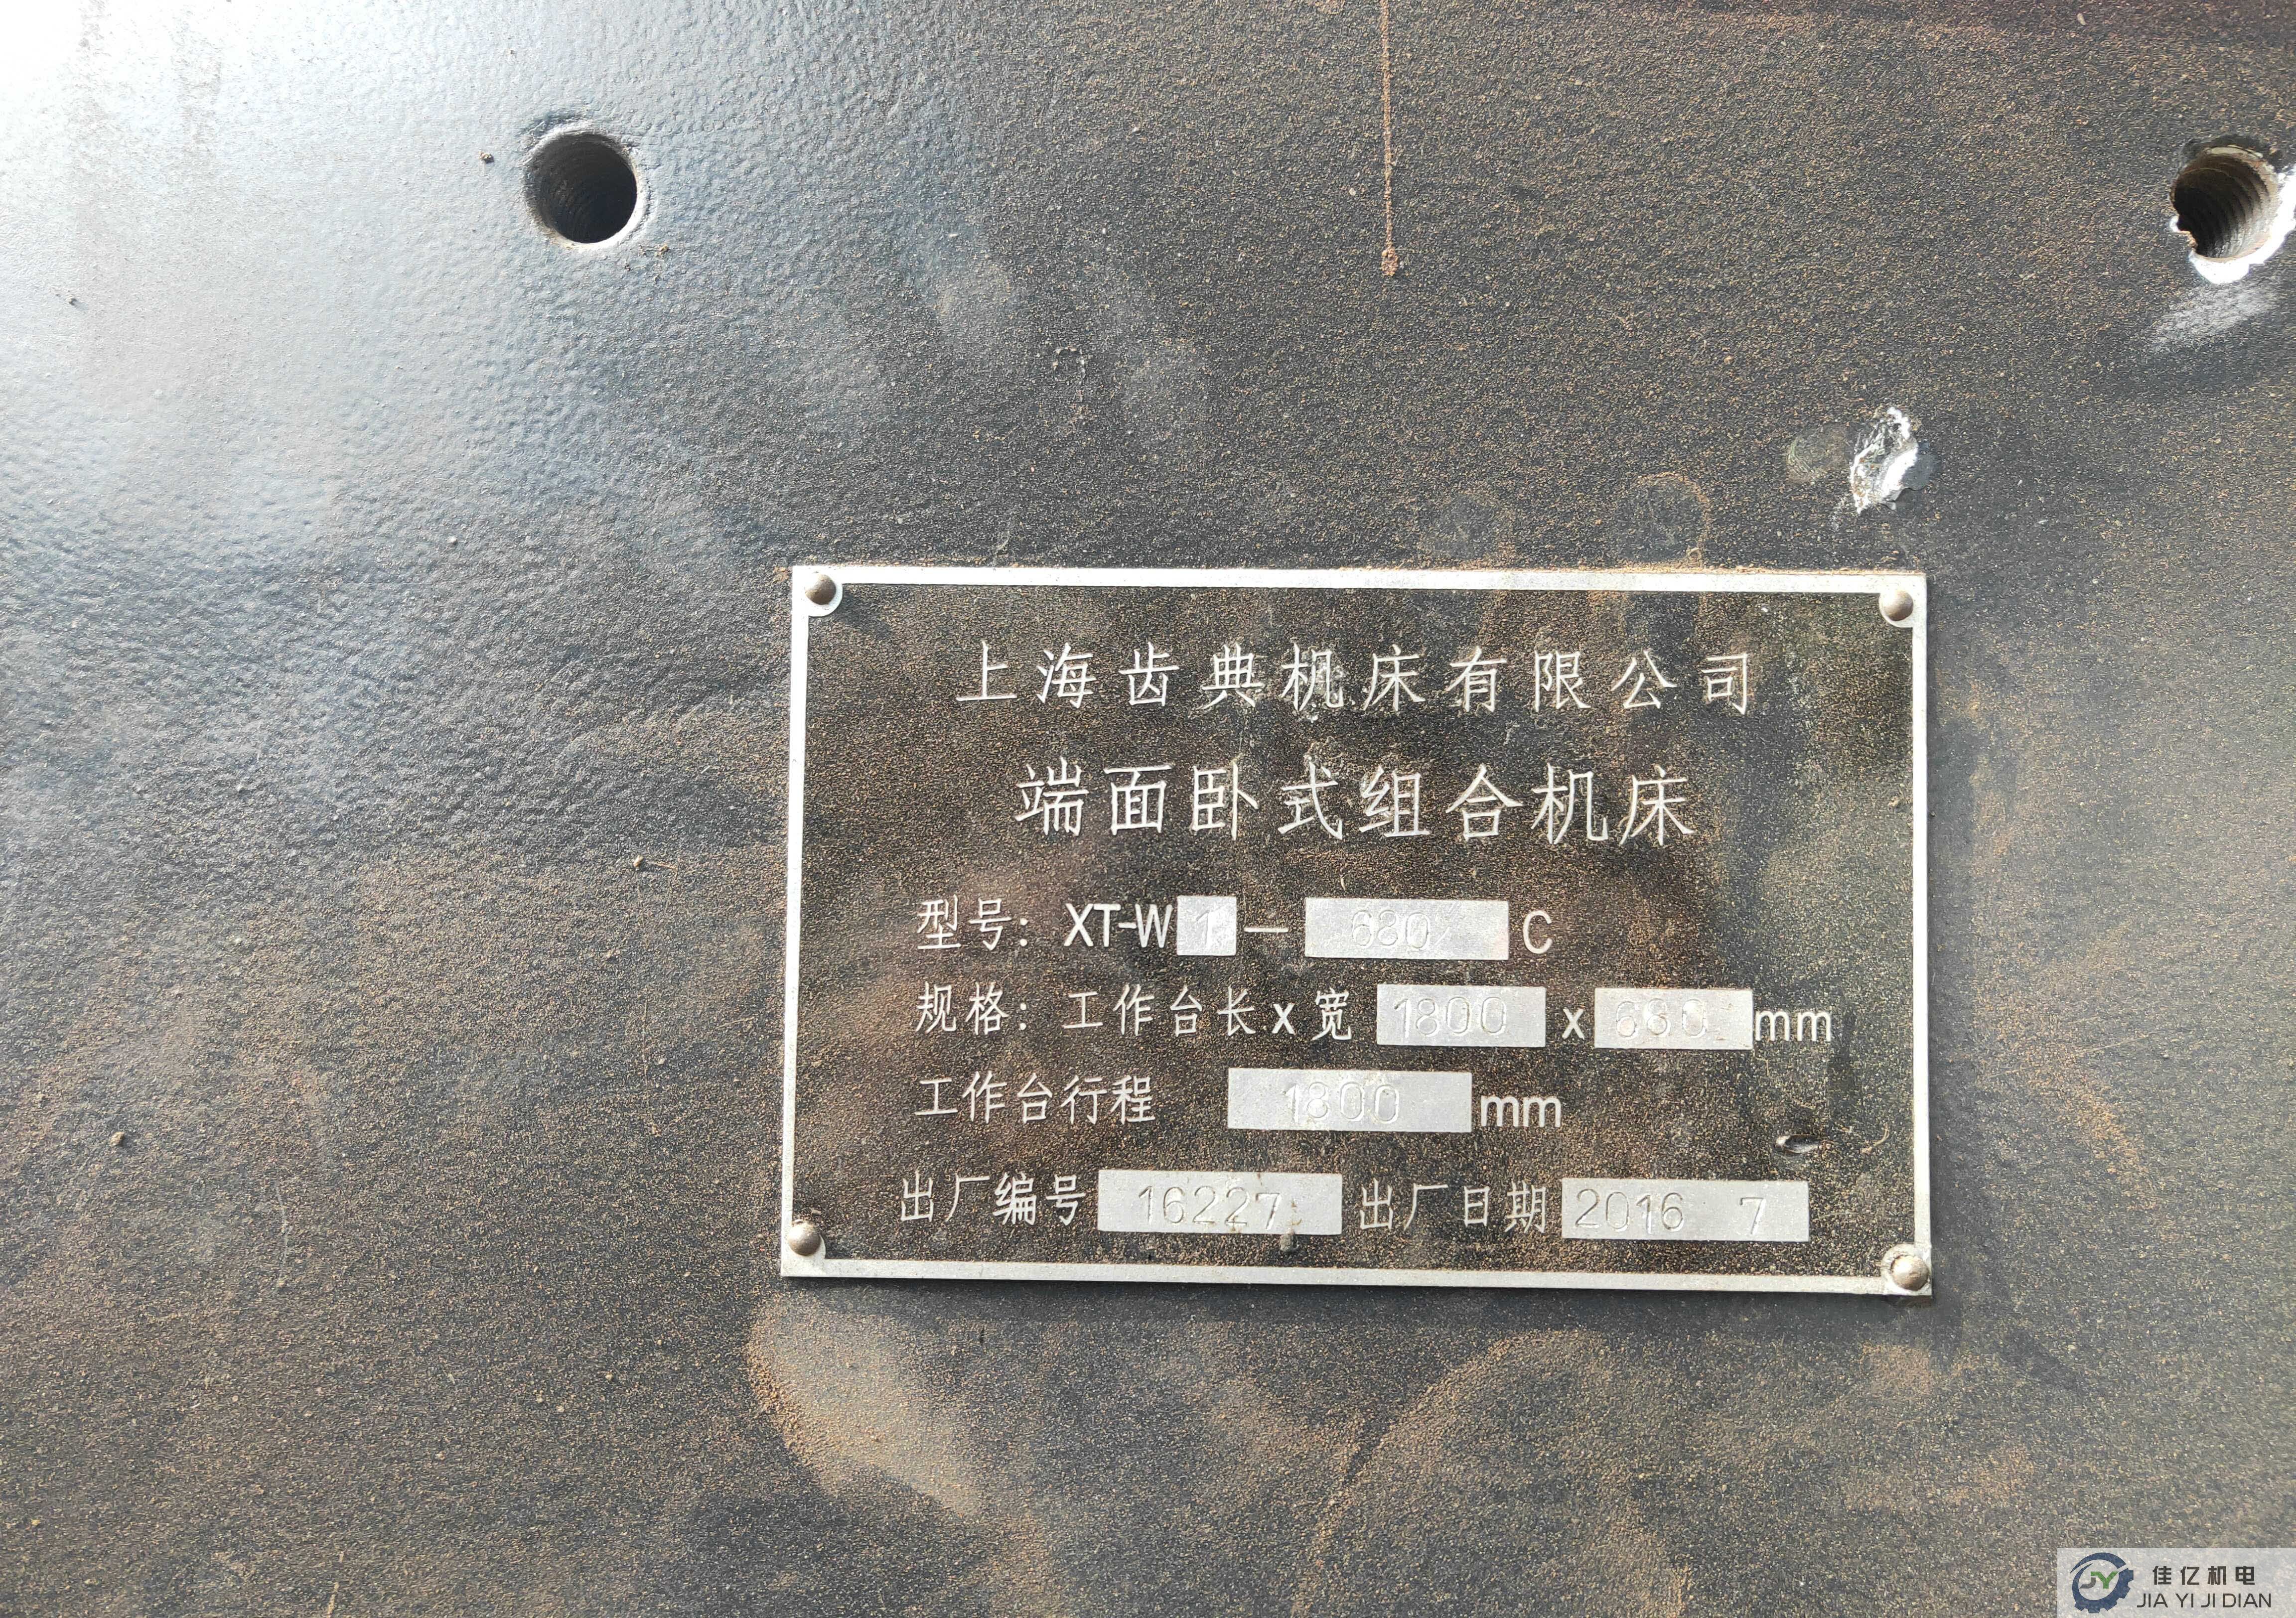 上海齿典机床有限公司
端面卧式组合机床
型号：XT-W 1 — 680 C
规格：工作台长x宽 1800 x 680 mm
工作台行程 1800 mm
出厂编号 16227 出厂日期 2016 7
JY 佳亿机电
JIA YI JI DIAN